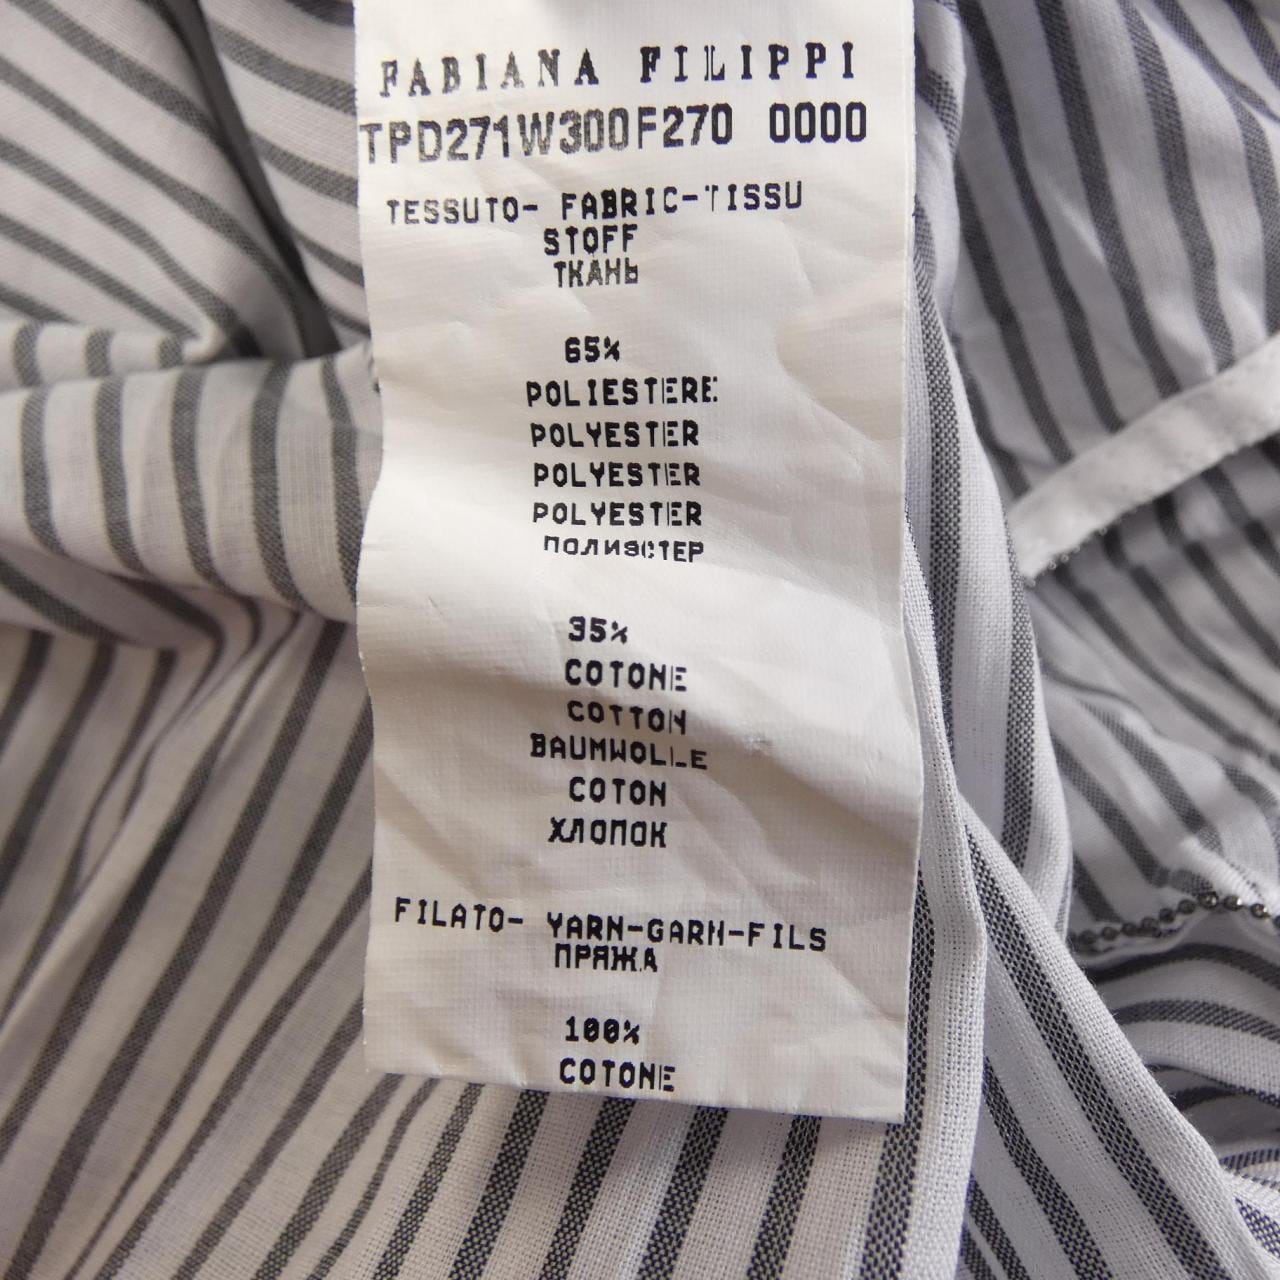 FABIANA FILIPPI
TPD271W300F270 0000
TESSUTO- FABRIC-TISSU
STOFF
ТКАНЬ
65%
POLIESTERE
POLYESTER
POLYESTER
POLYESTER
ПОЛИЭСТЕР
35%
COTONE
COTTON
BAUMWOLLE
COTON
ХЛОПОК
FILATO- YARN-GARN-FILS
ПРЯЖА
100%
COTONE